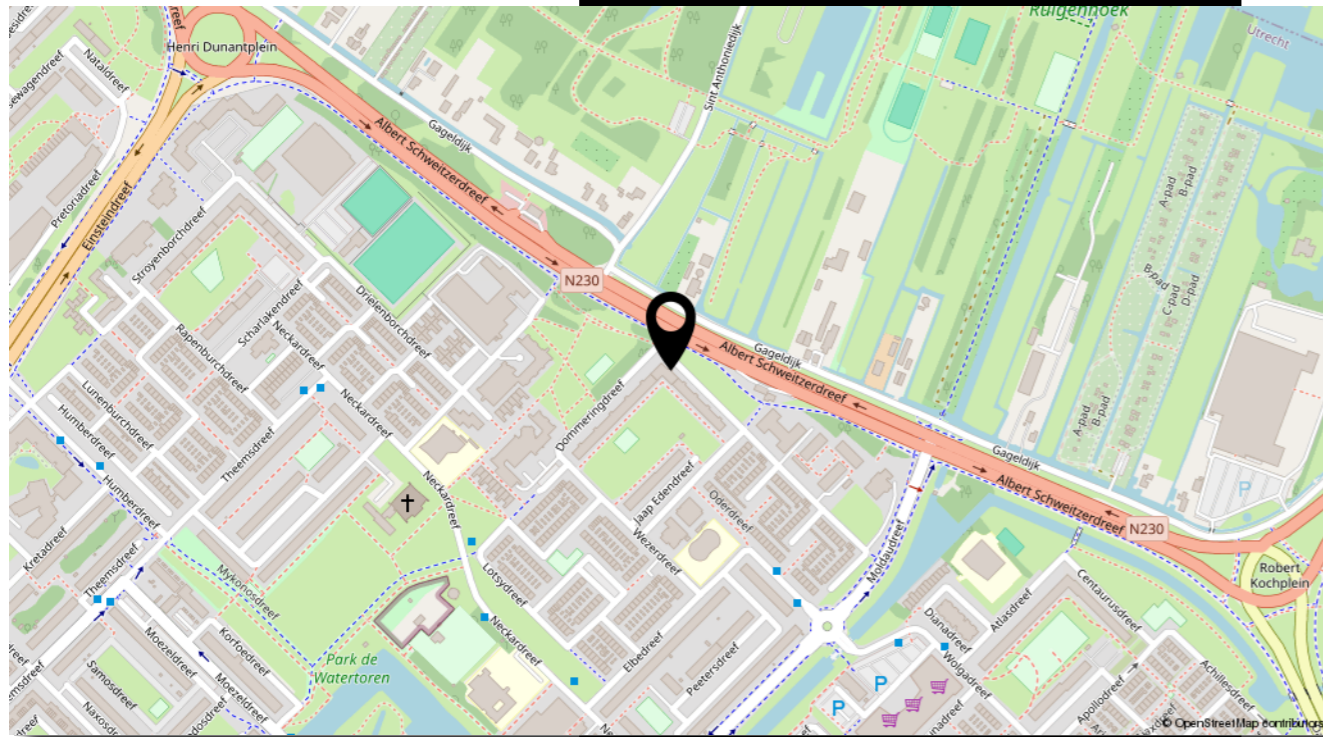 Ruigenhoek
Utrecht
Henri Dunantplein
Nataldreef
Sint Anthoniedijk
Gageldijk
Albert Schweitzerdreef
Pretoriadreef
Einsteindreef
Stroyenborchdreef
A-pad
B-pad
N230
Scharlakendreef
Drielenborchdreef
B-pad
C-pad
D-pad
Rapenburchdreef
Neckardreef
Gageldijk
Albert Schweitzerdreef
Lunenburchdreef
Neckardreef
Dommeringdreef
A-pad
B-pad
Humberdreef
Theemsdreef
Gageldijk
Humberdreef
Neckardreef
Jaap Edendreef
Oderdreef
Albert Schweitzerdreef
P
N230
Kretadreef
Wezerdreef
Moldaudreef
Theemsdreef
Mykonosdreef
Lotsydreef
Centaurusdreef
Robert
Kochplein
Atlasdreef
Dianadreef
Korfoedreef
Moezeldreef
Neckardreef
Elbedreef
Wolgadreef
Achillesdreef
Park de
Watertoren
Samosdreef
Moezeldreef
Peetersdreef
P
P
Apollodreef
Naxosdreef
© OpenStreetMap contributors